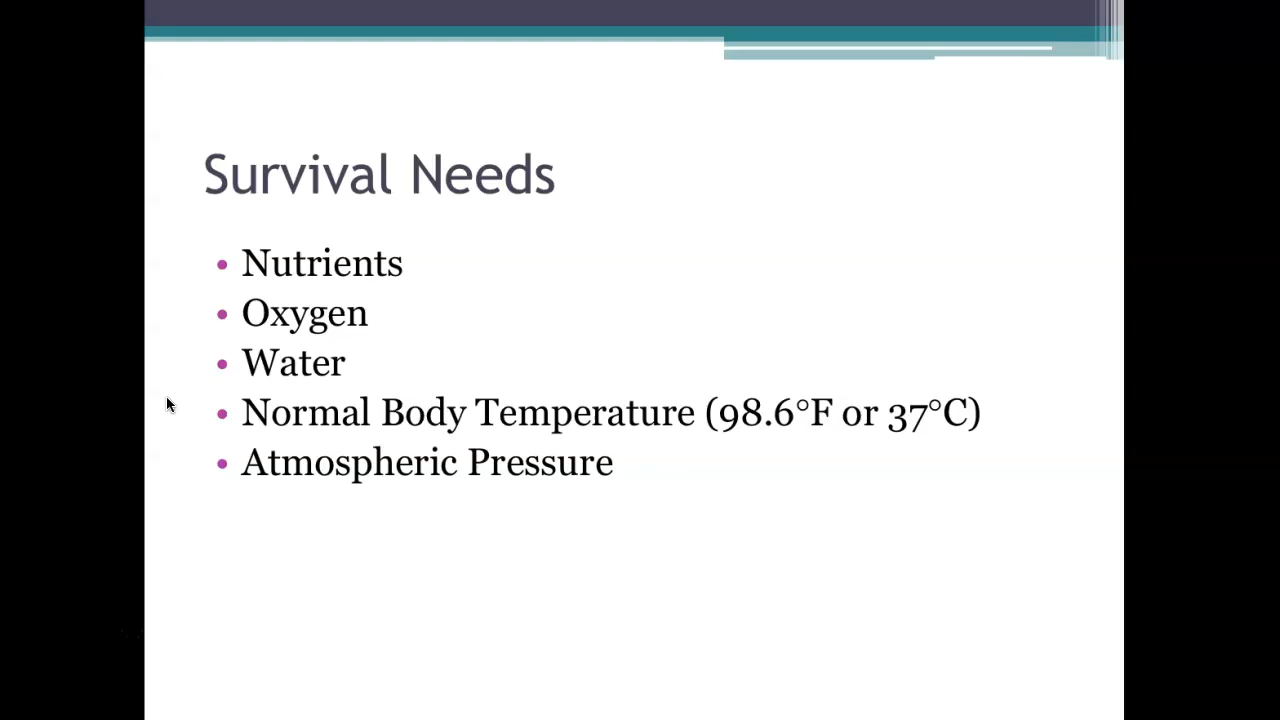 Survival Needs
• Nutrients
• Oxygen
• Water
• Normal Body Temperature (98.6°F or 37°C)
• Atmospheric Pressure